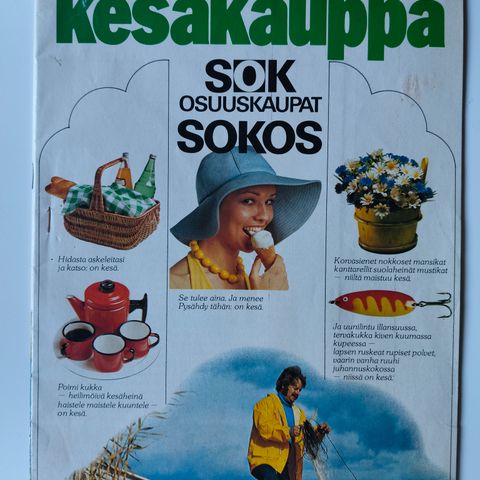 kesäkauppa
SOK
OSUUSKAUPAT
SOKOS
Hidasta askeleitasi
ja katso: on kesä.
Se tulee aina. Ja menee
Pysähdy tähän: on kesä.
Korvasienet nokkoset mansikat
kanttarellit suolaheinät mustikat
— niiltä maistuu kesä.
Poimi kukka
— heilimöivä kesäheinä
haistele maistele kuuntele —
on kesä.
Ja uunilintu illansuussa,
tervakukka kiven kuumassa
kupeessa —
lapsen ruskeat rupiset polvet,
vaarin vanha ruuhi
juhannuskokossa
— niissä on kesä.